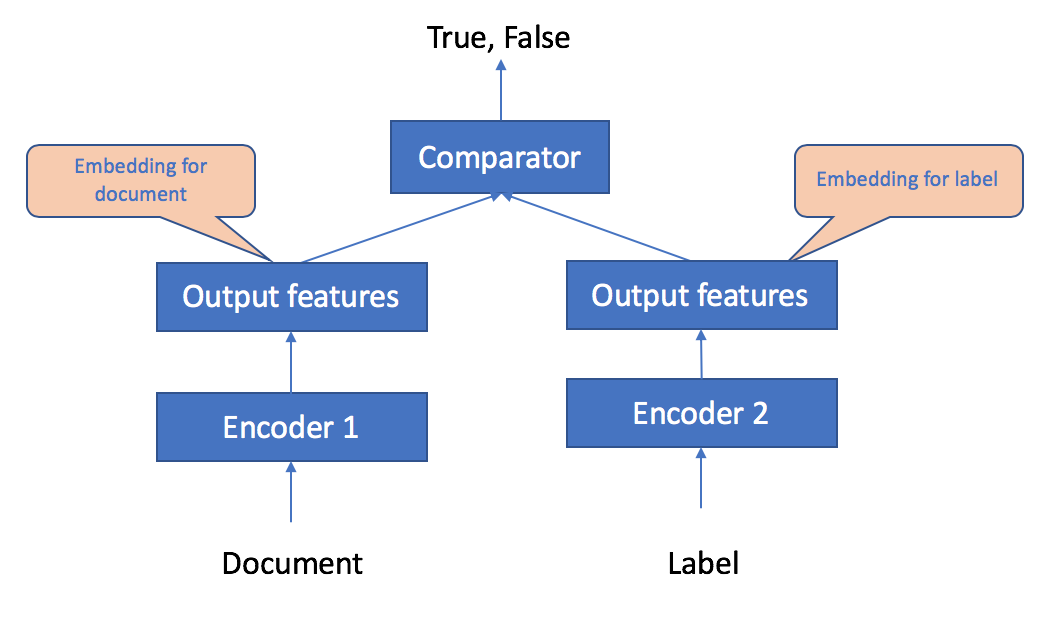 True, False
Comparator
Embedding for
document
Embedding for label
Output features
Output features
Encoder 1
Encoder 2
Document
Label